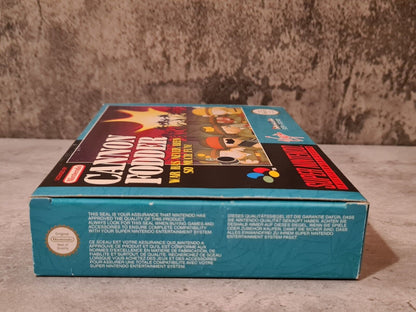 CANNON
FODDER
WAR HAS NEVER BEEN
SO MUCH FUN!
Nintendo
Virgin
SUPER NINTENDO
THIS SEAL IS YOUR ASSURANCE THAT NINTENDO HAS
APPROVED THE QUALITY OF THIS PRODUCT.
ALWAYS LOOK FOR THIS SEAL WHEN BUYING GAMES AND
ACCESSORIES TO ENSURE COMPLETE COMPATIBILITY
WITH YOUR SUPER NINTENDO ENTERTAINMENT SYSTEM
Original
Nintendo
CE SCEAU EST VOTRE ASSURANCE QUE NINTENDO A
APPROUVE CE PRODUIT ET QU'IL EST CONFORME AUX
NORMES D'EXCELLENCE EN MATIERE DE FABRICATION, DE
FIABILITE ET SURTOUT, DE QUALITE. RECHERCHEZ CE SCEAU
LORSQUE VOUS ACHETEZ DES JEUX ET DES ACCESSOIRES
POUR ASSURER UNE TOTALE COMPATIBILITE AVEC VOTRE
SUPER NINTENDO ENTERTAINMENT SYSTEM
DIESES QUALITÄTSSIEGEL IST DIE GARANTIE DAFÜR, DASS
SIE NINTENDO-QUALITÄT GEKAUFT HABEN. ACHTEN SIE
DESHALB IMMER AUF DIESES SIEGEL, WENN SIE SPIELE
ODER ZUBEHÖR KAUFEN, DAMIT SIE SICHER SIND, DASS
ALLES EINWANDFREI ZU IHREM SUPER NINTENDO
ENTERTAINMENT SYSTEM PASST.